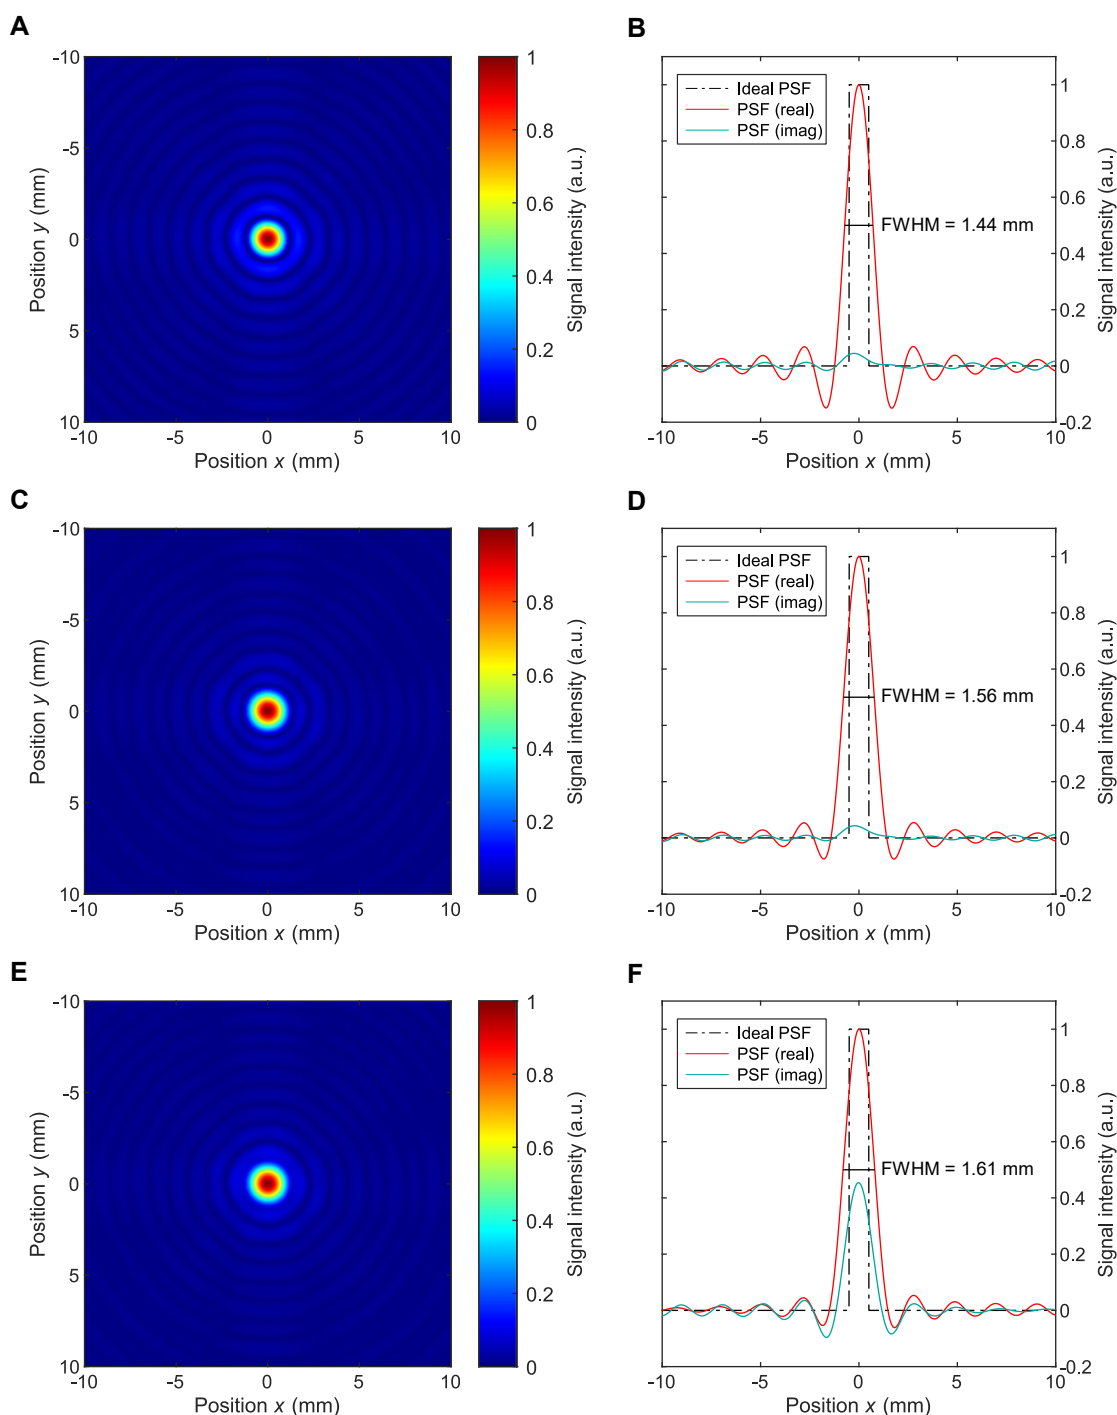 A
B
-10
-5
0
5
10
Position y (mm)
-10
-5
0
5
10
Position x (mm)
1
0.8
0.6
0.4
0.2
0
Signal intensity (a.u.)
Ideal PSF
PSF (real)
PSF (imag)
FWHM = 1.44 mm
1
0.8
0.6
0.4
0.2
0
-0.2
Signal intensity (a.u.)
-10
-5
0
5
10
Position x (mm)
C
D
-10
-5
0
5
10
Position y (mm)
-10
-5
0
5
10
Position x (mm)
1
0.8
0.6
0.4
0.2
0
Signal intensity (a.u.)
Ideal PSF
PSF (real)
PSF (imag)
FWHM = 1.56 mm
1
0.8
0.6
0.4
0.2
0
-0.2
Signal intensity (a.u.)
-10
-5
0
5
10
Position x (mm)
E
F
-10
-5
0
5
10
Position y (mm)
-10
-5
0
5
10
Position x (mm)
1
0.8
0.6
0.4
0.2
0
Signal intensity (a.u.)
Ideal PSF
PSF (real)
PSF (imag)
FWHM = 1.61 mm
1
0.8
0.6
0.4
0.2
0
-0.2
Signal intensity (a.u.)
-10
-5
0
5
10
Position x (mm)